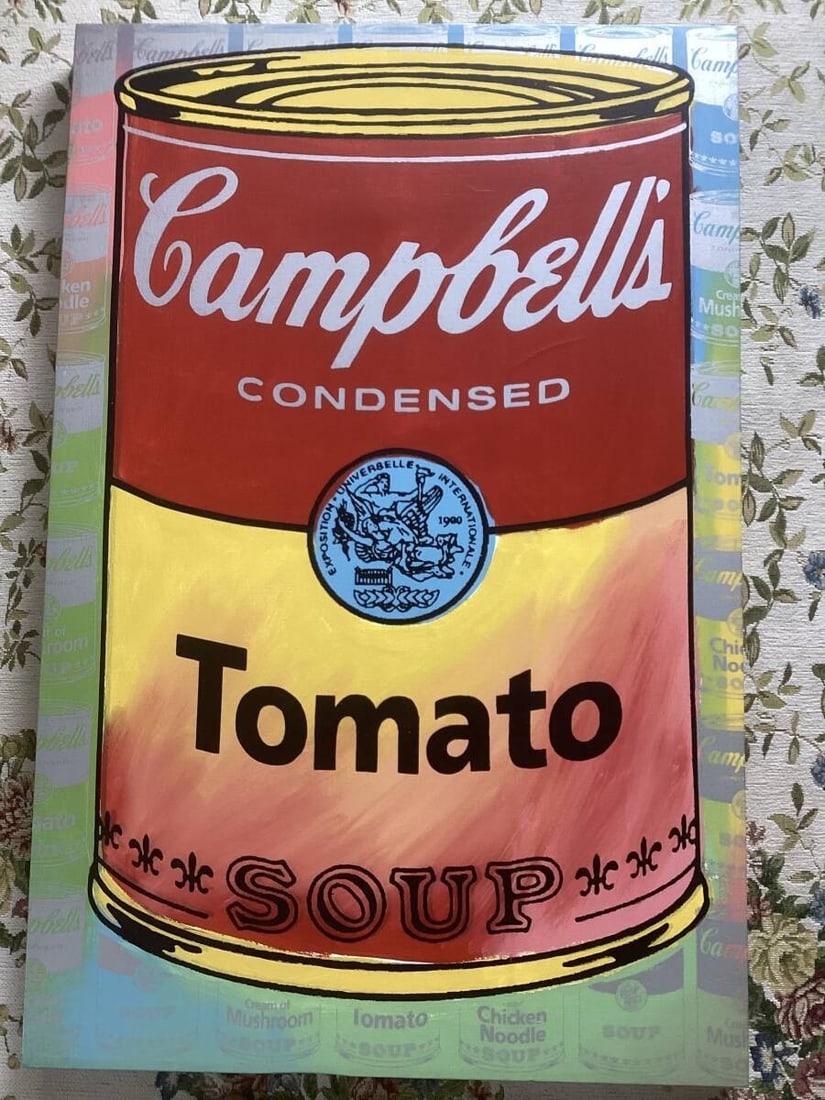 Campbell's
CONDENSED
EXPOSITION • UNIVERSELLE INTERNATIONALE •
1900
Tomato
SOUP
Cream of
Mushroom
SOUP
Tomato
SOUP
Chicken
Noodle
SOUP
SOUP